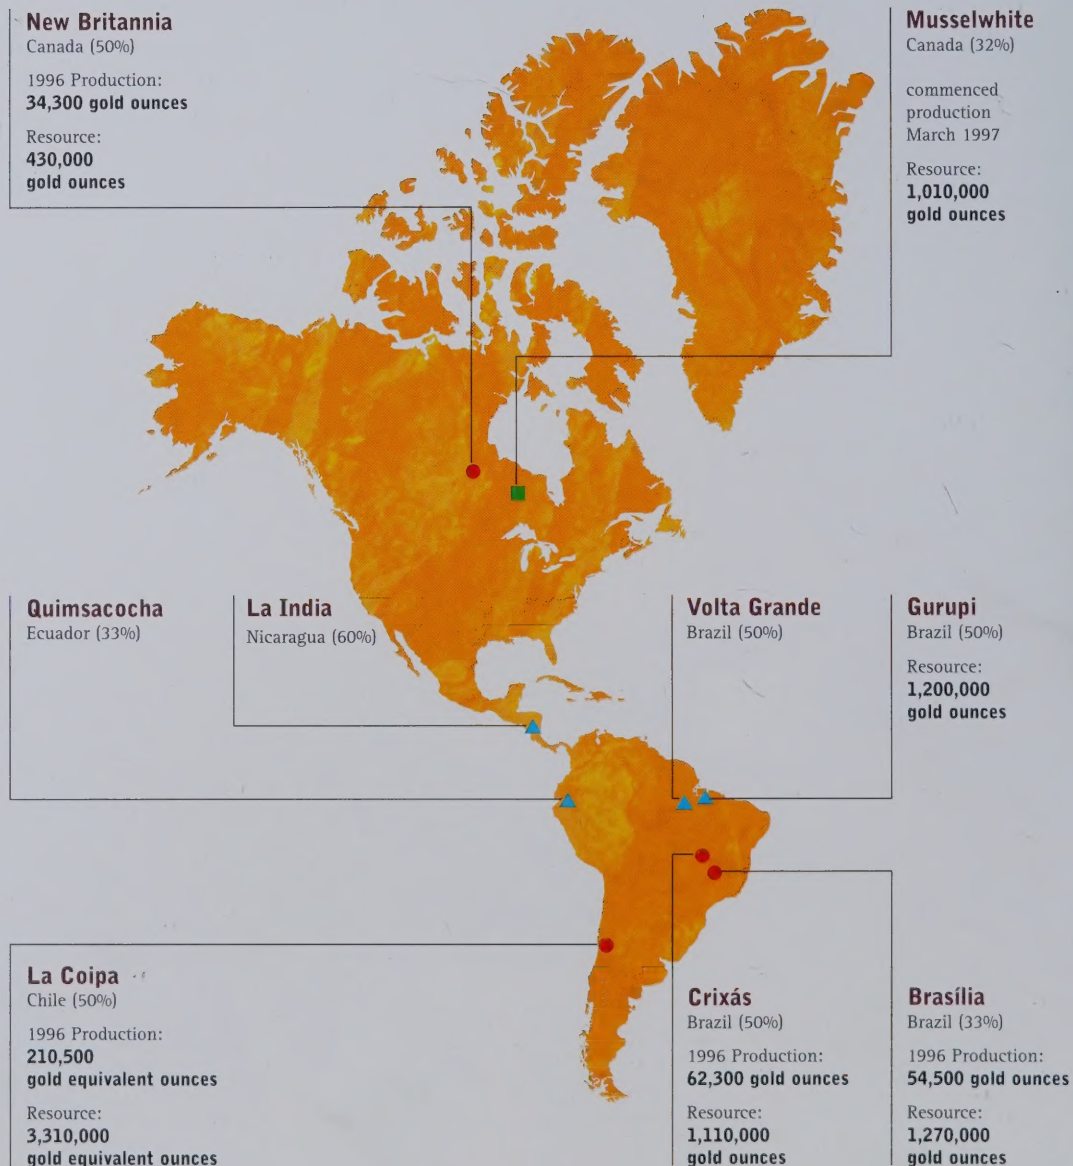 New Britannia
Canada (50%)
1996 Production:
34,300 gold ounces
Resource:
430,000
gold ounces
Musselwhite
Canada (32%)
commenced
production
March 1997
Resource:
1,010,000
gold ounces
Quimsacocha
Ecuador (33%)
La India
Nicaragua (60%)
Volta Grande
Brazil (50%)
Gurupi
Brazil (50%)
Resource:
1,200,000
gold ounces
La Coipa
Chile (50%)
1996 Production:
210,500
gold equivalent ounces
Resource:
3,310,000
gold equivalent ounces
Crixás
Brazil (50%)
1996 Production:
62,300 gold ounces
Resource:
1,110,000
gold ounces
Brasília
Brazil (33%)
1996 Production:
54,500 gold ounces
Resource:
1,270,000
gold ounces